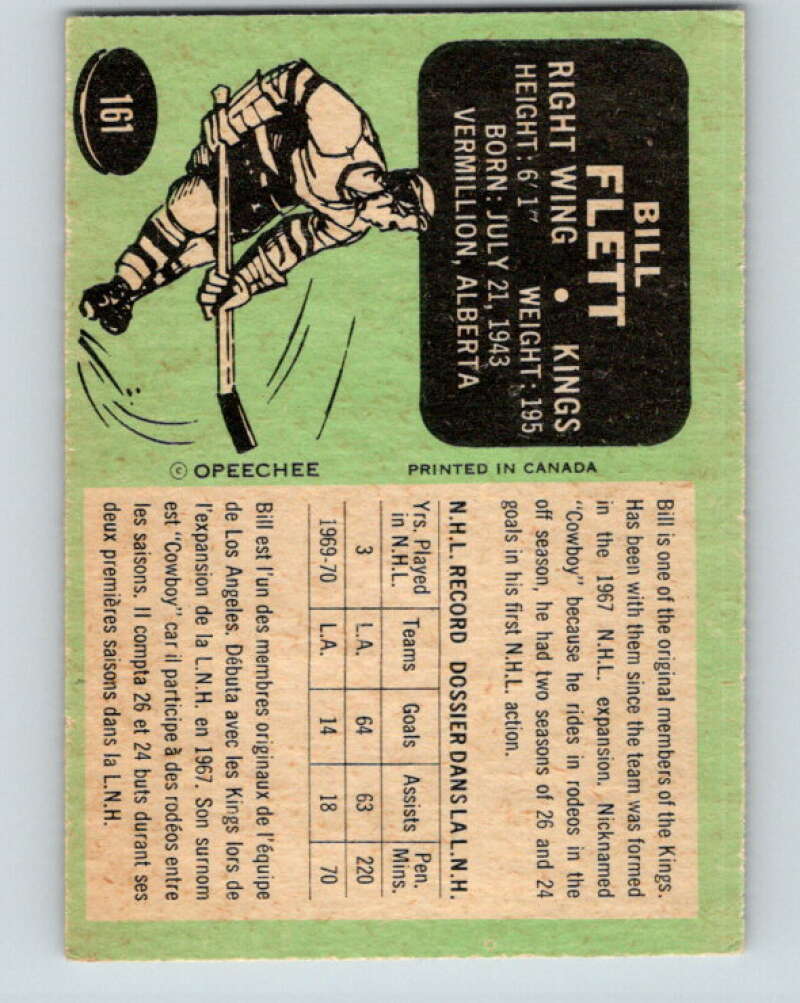 161
BILL
FLETT
RIGHT WING • KINGS
HEIGHT: 6' 1" WEIGHT: 195
BORN: JULY 21, 1943
VERMILLION, ALBERTA
© OPEECHEE
PRINTED IN CANADA
Bill is one of the original members of the Kings.
Has been with them since the team was formed
in the 1967 N.H.L. expansion. Nicknamed
"Cowboy" because he rides in rodeos in the
off season, he had two seasons of 26 and 24
goals in his first N.H.L. action.
N.H.L. RECORD DOSSIER DANS LA L.N.H.
Yrs. Played in N.H.L. Teams Goals Assists Pen. Mins.
3 L.A. 64 63 220
1969-70 L.A. 14 18 70
Bill est l'un des membres originaux de l'équipe
de Los Angeles. Débuta avec les Kings lors de
l'expansion de la L.N.H. en 1967. Son surnom
est "Cowboy" car il participe à des rodéos entre
les saisons. Il compta 26 et 24 buts durant ses
deux premières saisons dans la L.N.H.